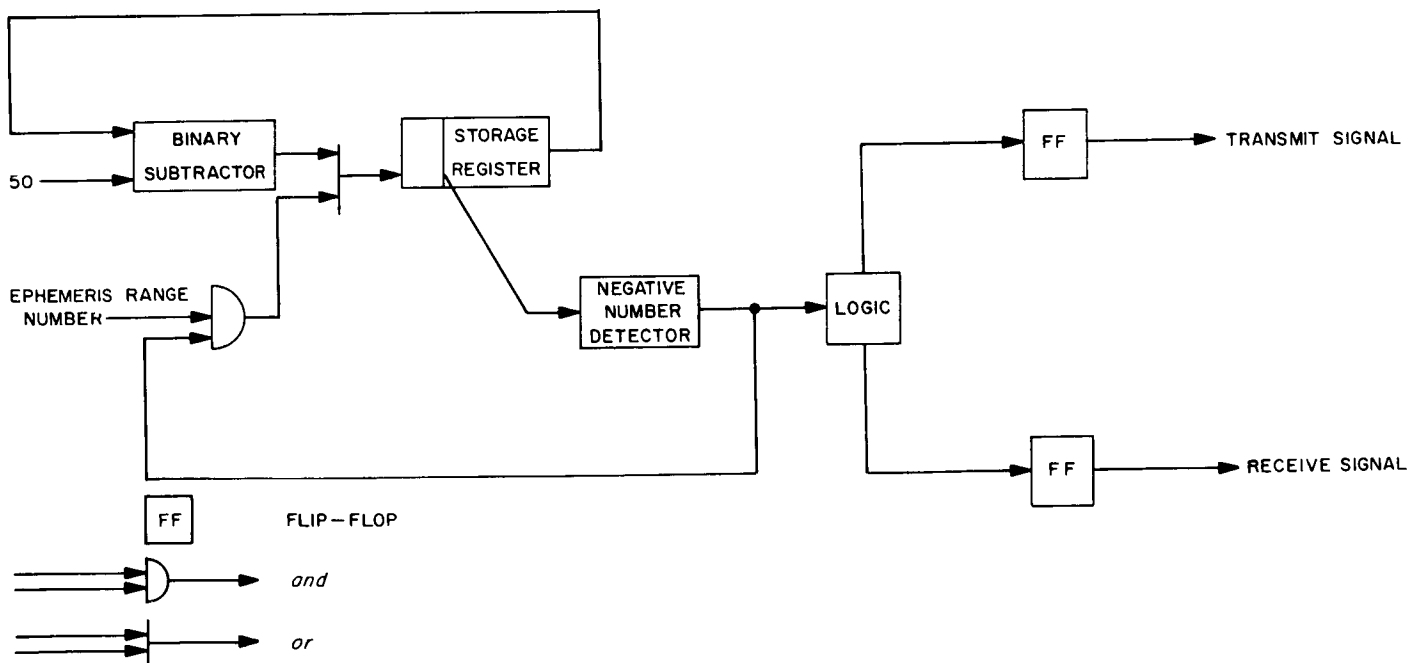 BINARY
SUBTRACTOR
50
STORAGE
REGISTER
FF
TRANSMIT SIGNAL
EPHEMERIS RANGE
NUMBER
NEGATIVE
NUMBER
DETECTOR
LOGIC
FF
RECEIVE SIGNAL
FF
FLIP-FLOP
and
or